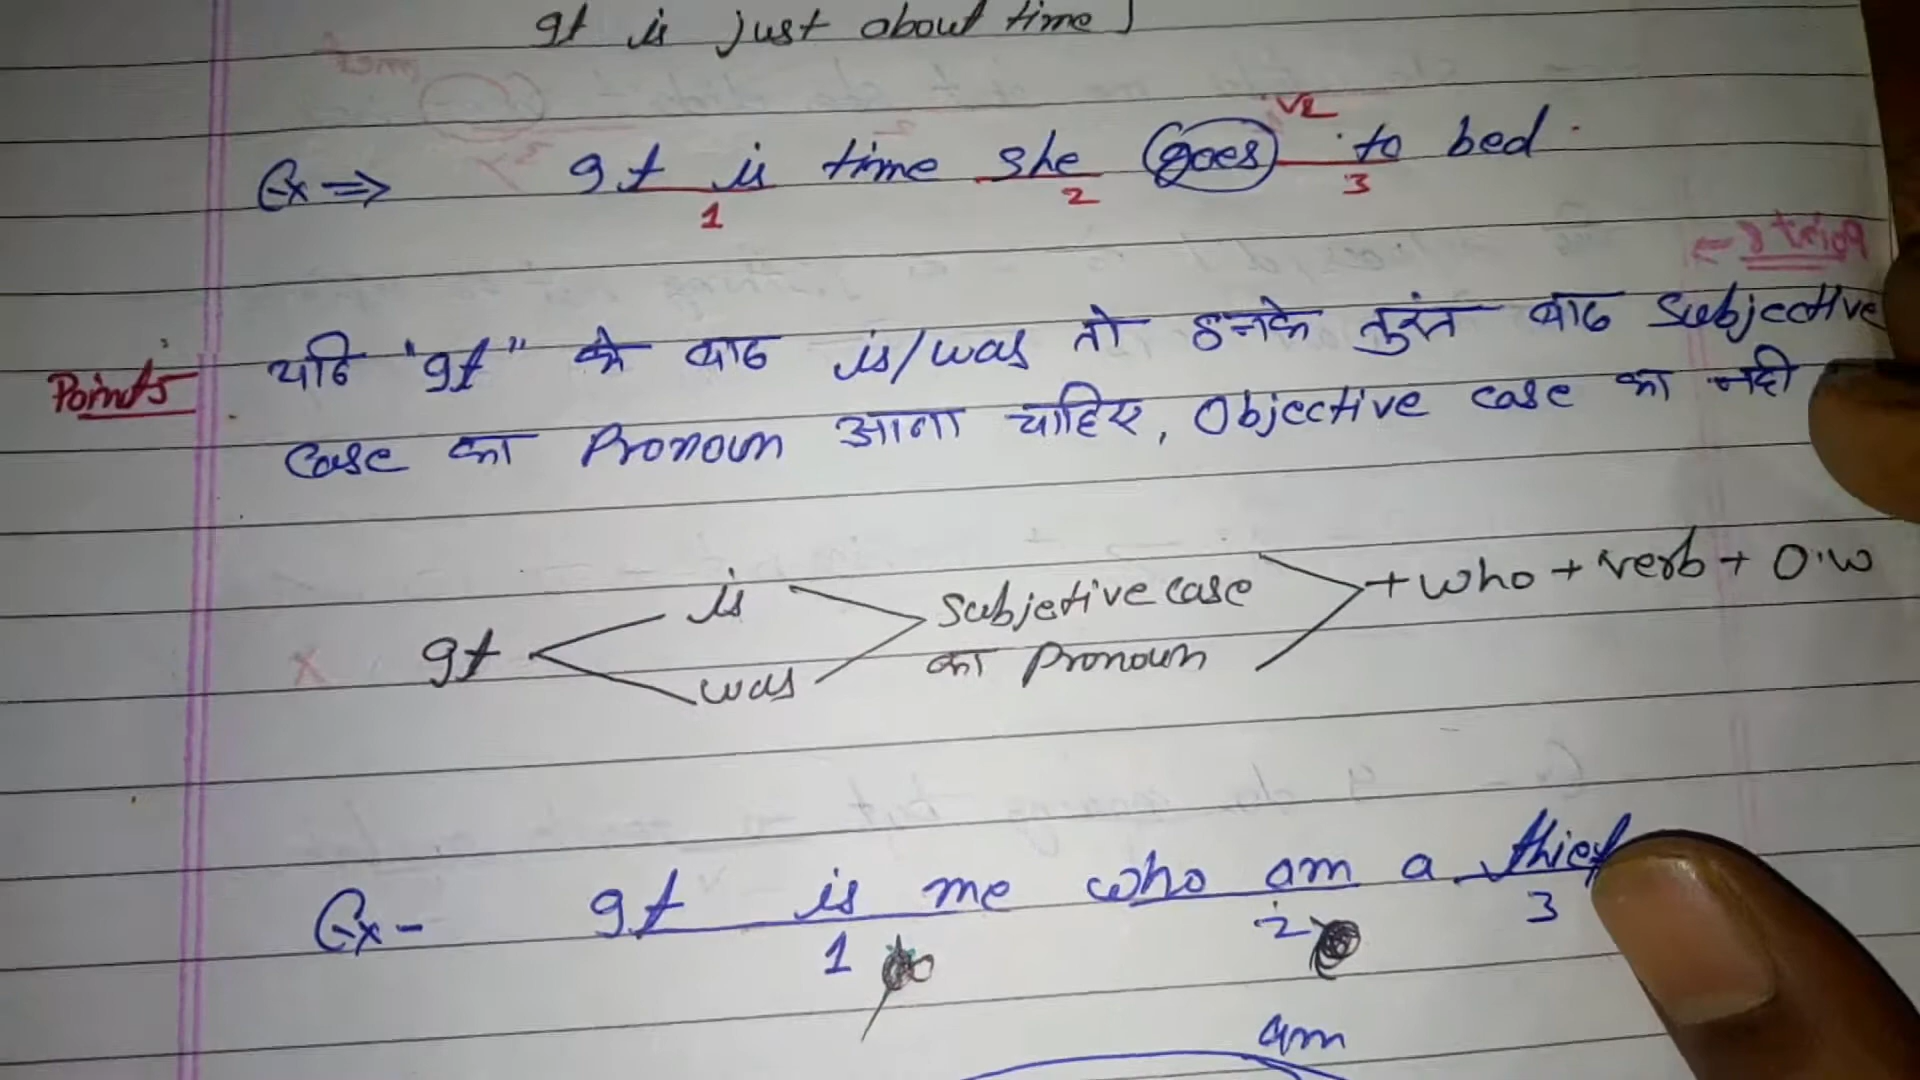 It is just about time]
Ex ⇒ It is time she goes to bed.
V2
1 2 3
Points
यदि "It" के बाद is/was तो इनके तुरंत बाद Subjective
case का Pronoun आना चाहिए, Objective case का नही
It
is
was
Subjetive case
का Pronoun
+ who + verb + O.W
Ex - It is me who am a thief
1 2 3
am